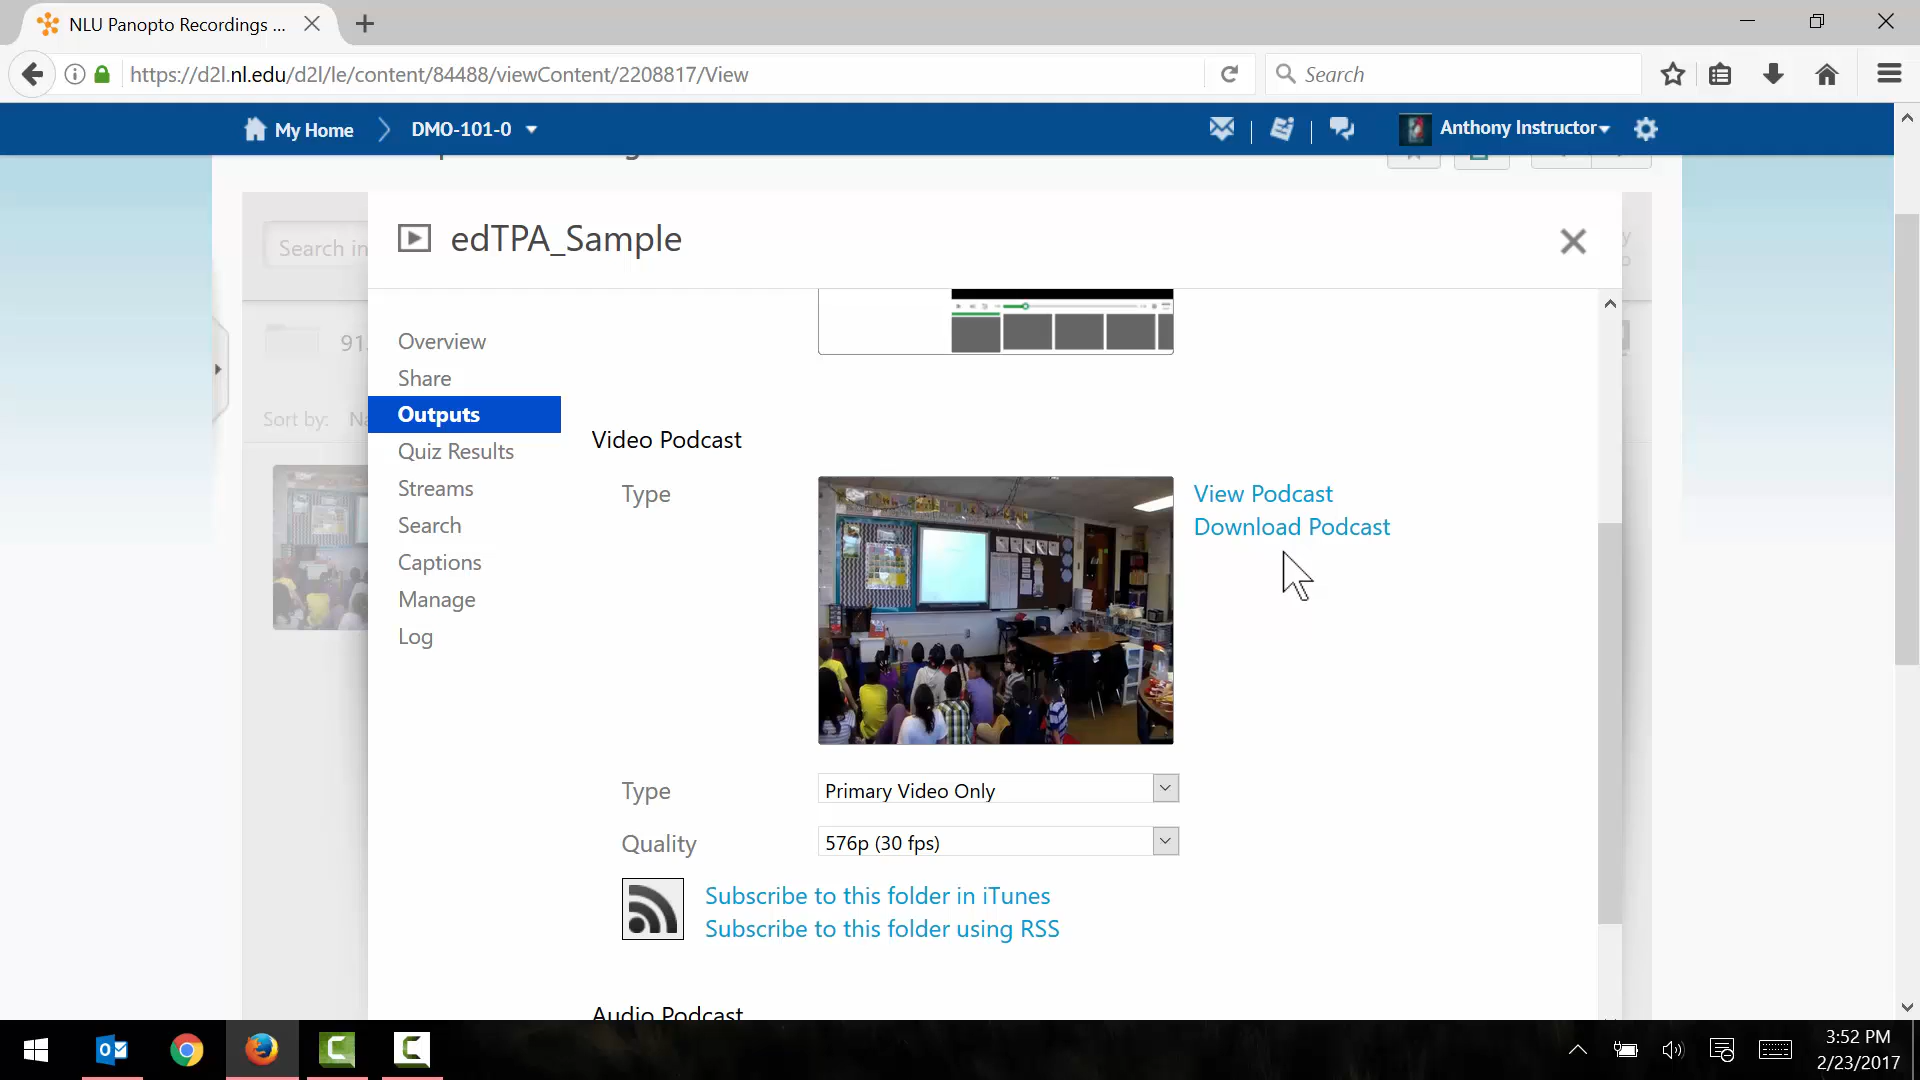 NLU Panopto Recordings ...
https://d2l.nl.edu/d2l/le/content/84488/viewContent/2208817/View
Search
My Home
DMO-101-0
Anthony Instructor
Search in
edTPA_Sample
91
Sort by: Na
Overview
Share
Outputs
Quiz Results
Streams
Search
Captions
Manage
Log
Video Podcast
Type
View Podcast
Download Podcast
Type
Primary Video Only
Quality
576p (30 fps)
Subscribe to this folder in iTunes
Subscribe to this folder using RSS
Audio Podcast
3:52 PM
2/23/2017